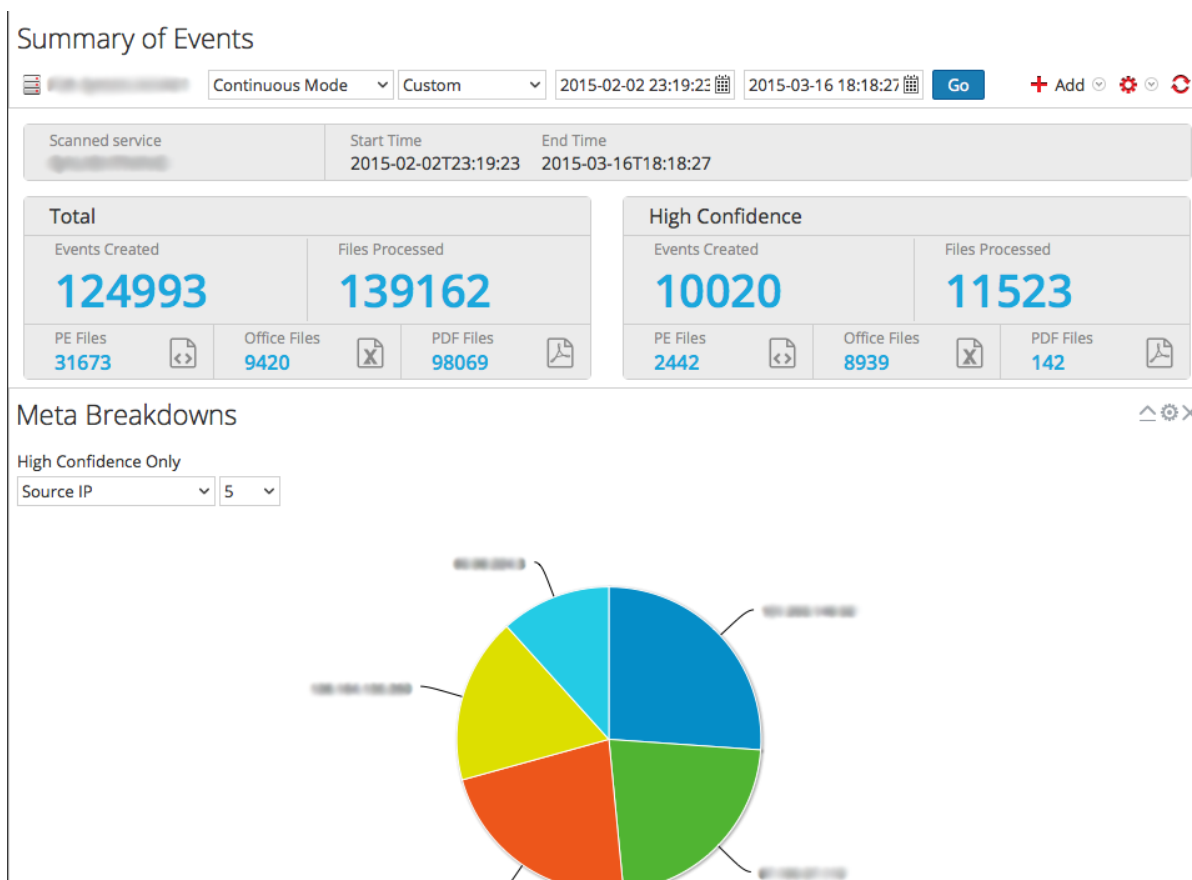 Summary of Events
Continuous Mode Custom 2015-02-02 23:19:23 2015-03-16 18:18:27 Go Add
Scanned service Start Time End Time
2015-02-02T23:19:23 2015-03-16T18:18:27
Total High Confidence
Events Created Files Processed Events Created Files Processed
124993 139162 10020 11523
PE Files Office Files PDF Files PE Files Office Files PDF Files
31673 9420 98069 2442 8939 142
Meta Breakdowns
High Confidence Only
Source IP 5